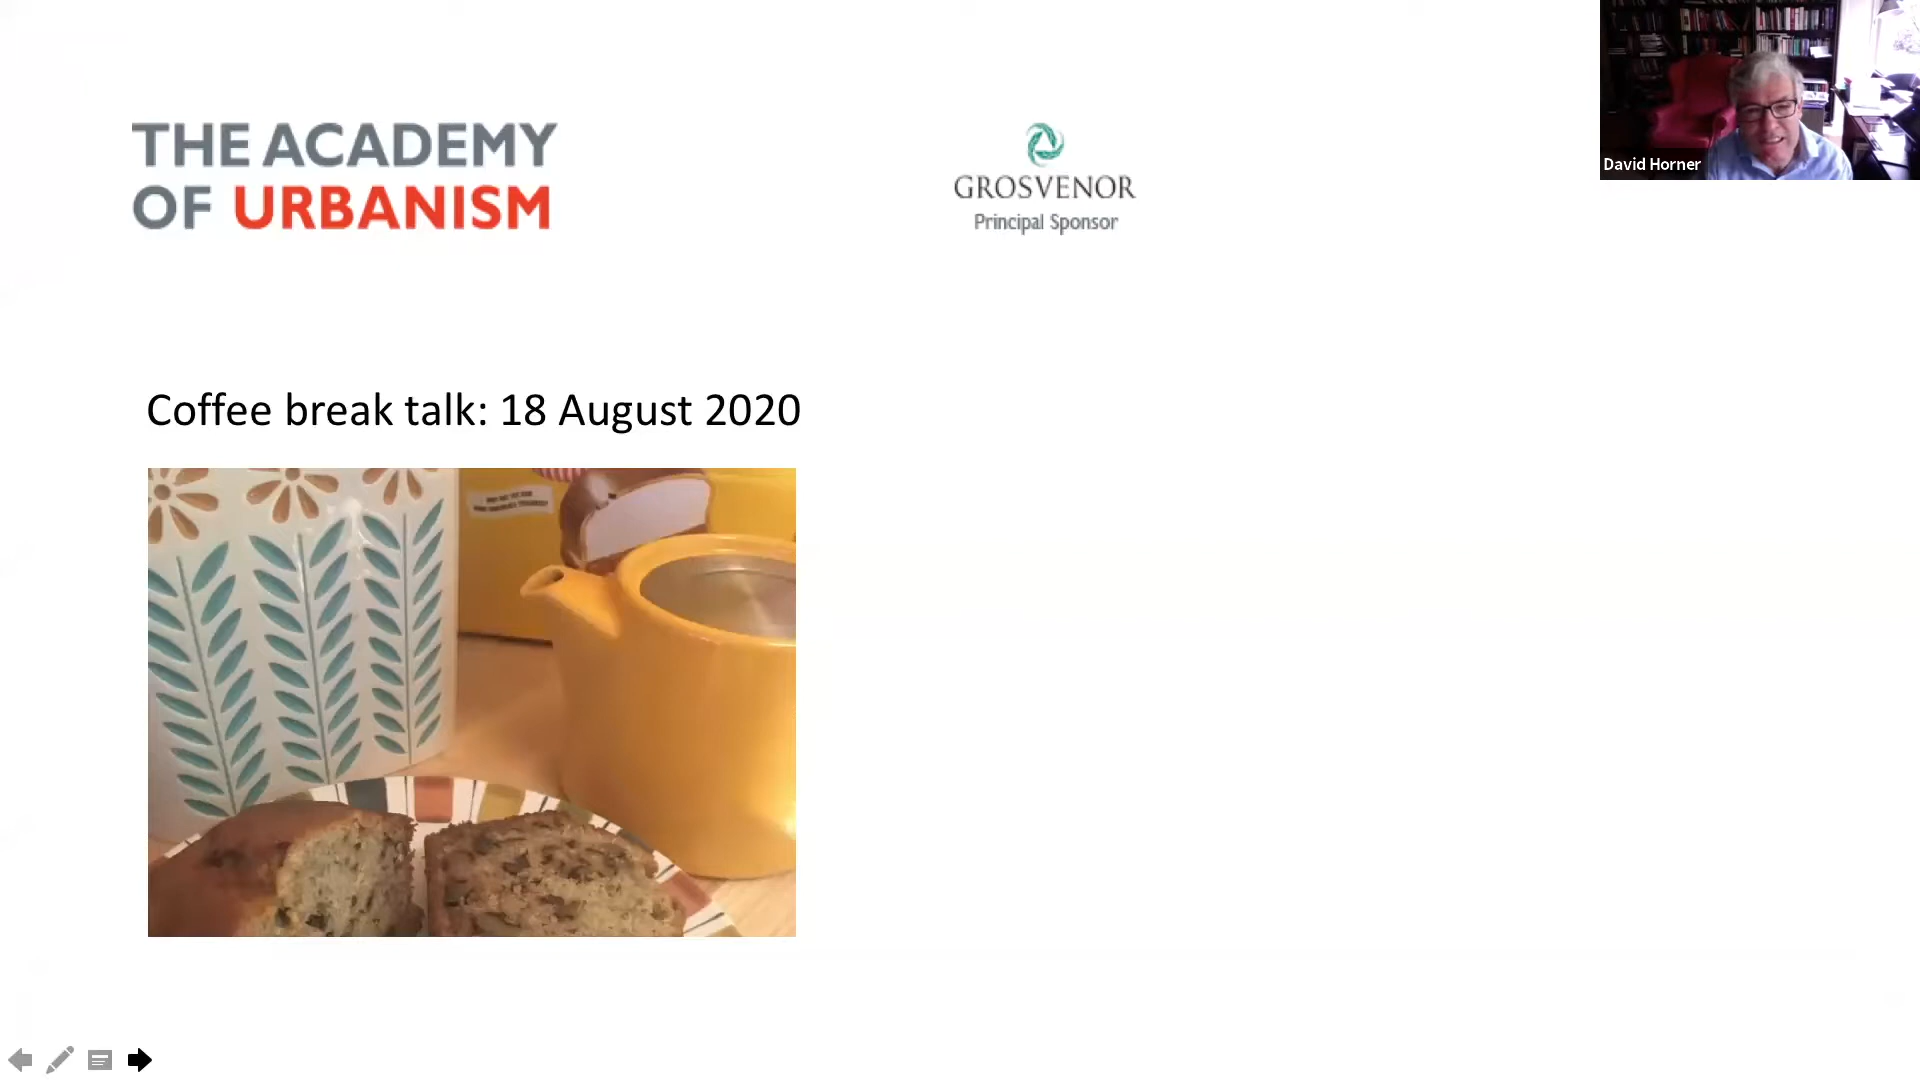 THE ACADEMY
OF URBANISM
GROSVENOR
Principal Sponsor
David Horner
Coffee break talk: 18 August 2020